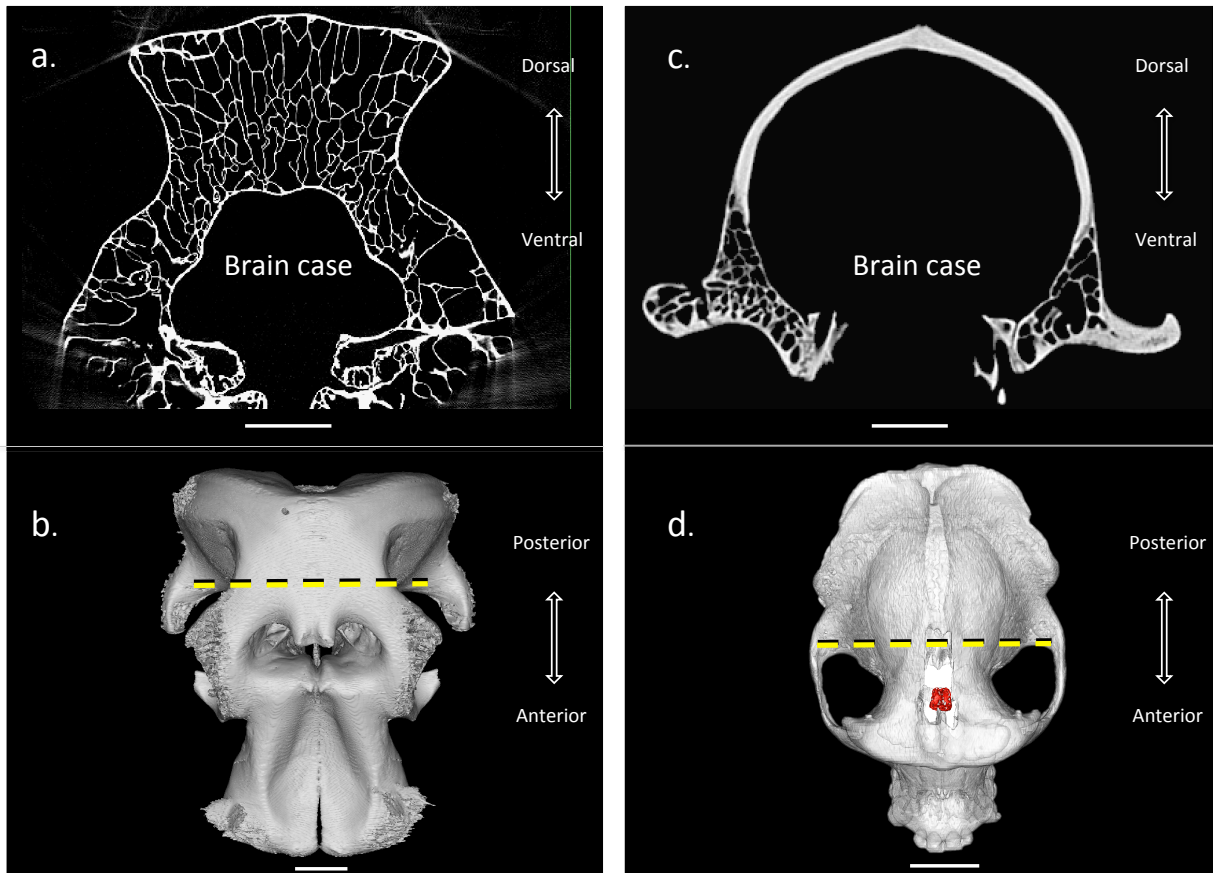 a.
Dorsal
Brain case
Ventral
c.
Dorsal
Brain case
Ventral
b.
Posterior
Anterior
d.
Posterior
Anterior